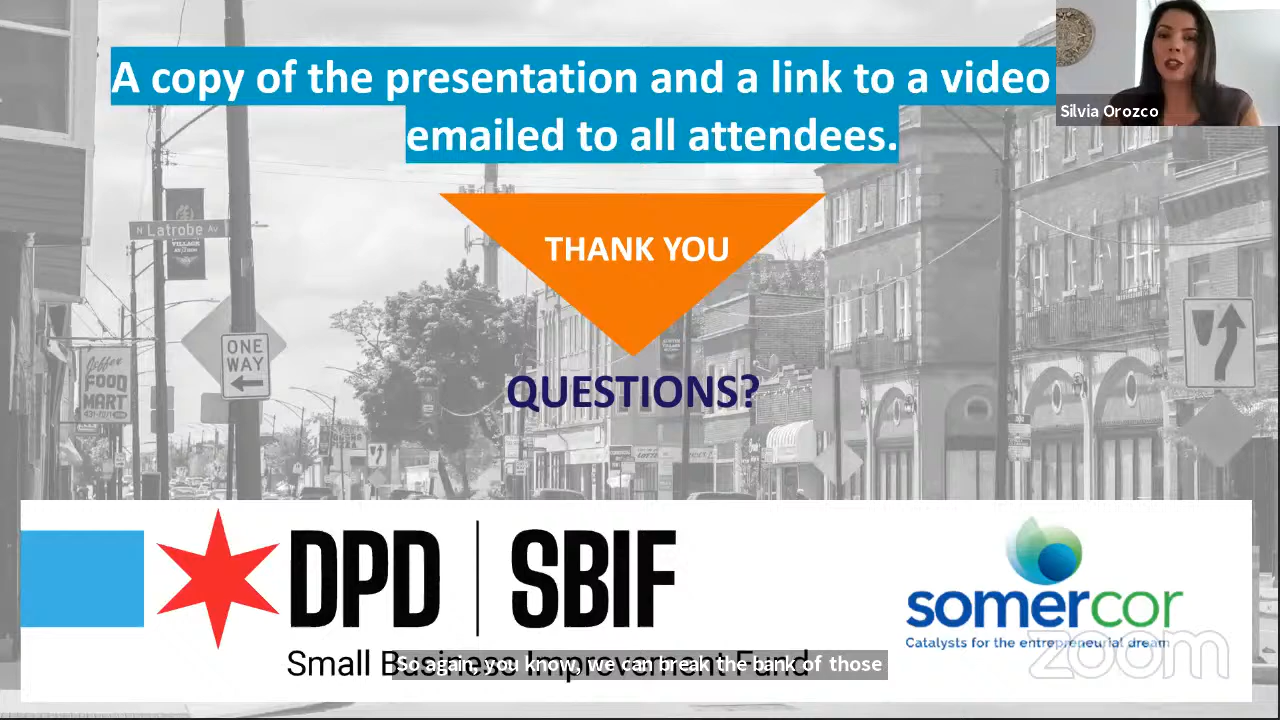 A copy of the presentation and a link to a video
emailed to all attendees.
Silvia Orozco
THANK YOU
N Latrobe Av
VILLAGE
ONE
WAY
FOOD
MART
QUESTIONS?
DPD | SBIF
Small Business Improvement Fund
somercor
Catalysts for the entrepreneurial dream
zoom
So again, you know, we can break the bank of those